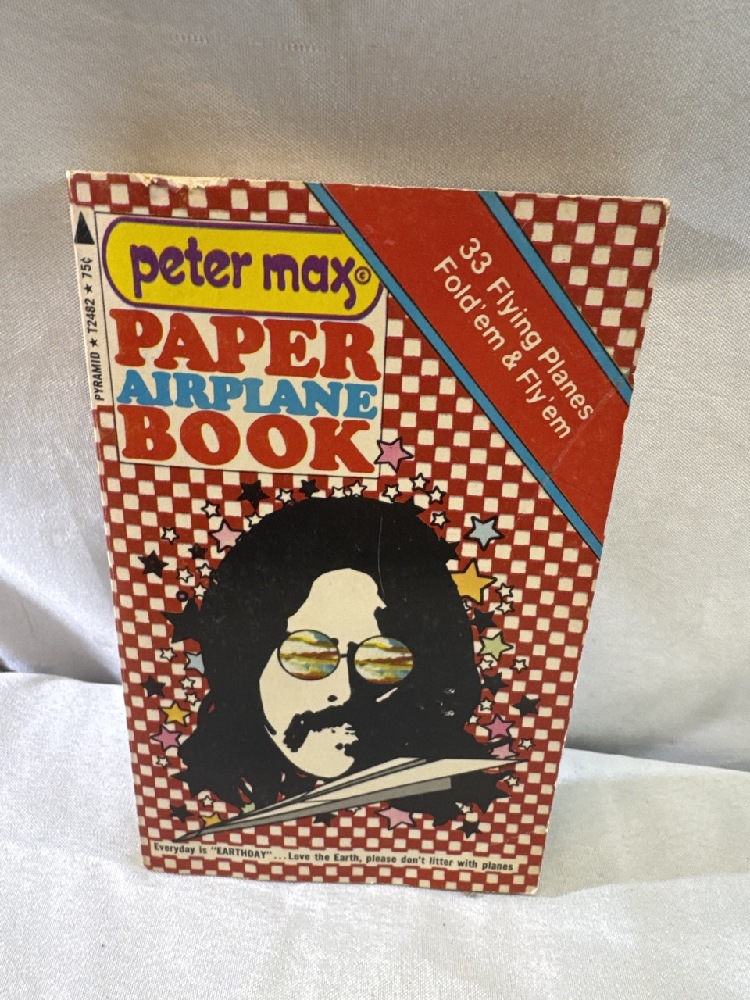 PYRAMID ★ T2482 ★ 75¢
peter max©
PAPER
AIRPLANE
BOOK
33 Flying Planes
Fold'em & Fly'em
Everyday is "EARTHDAY"...Love the Earth, please don't litter with planes